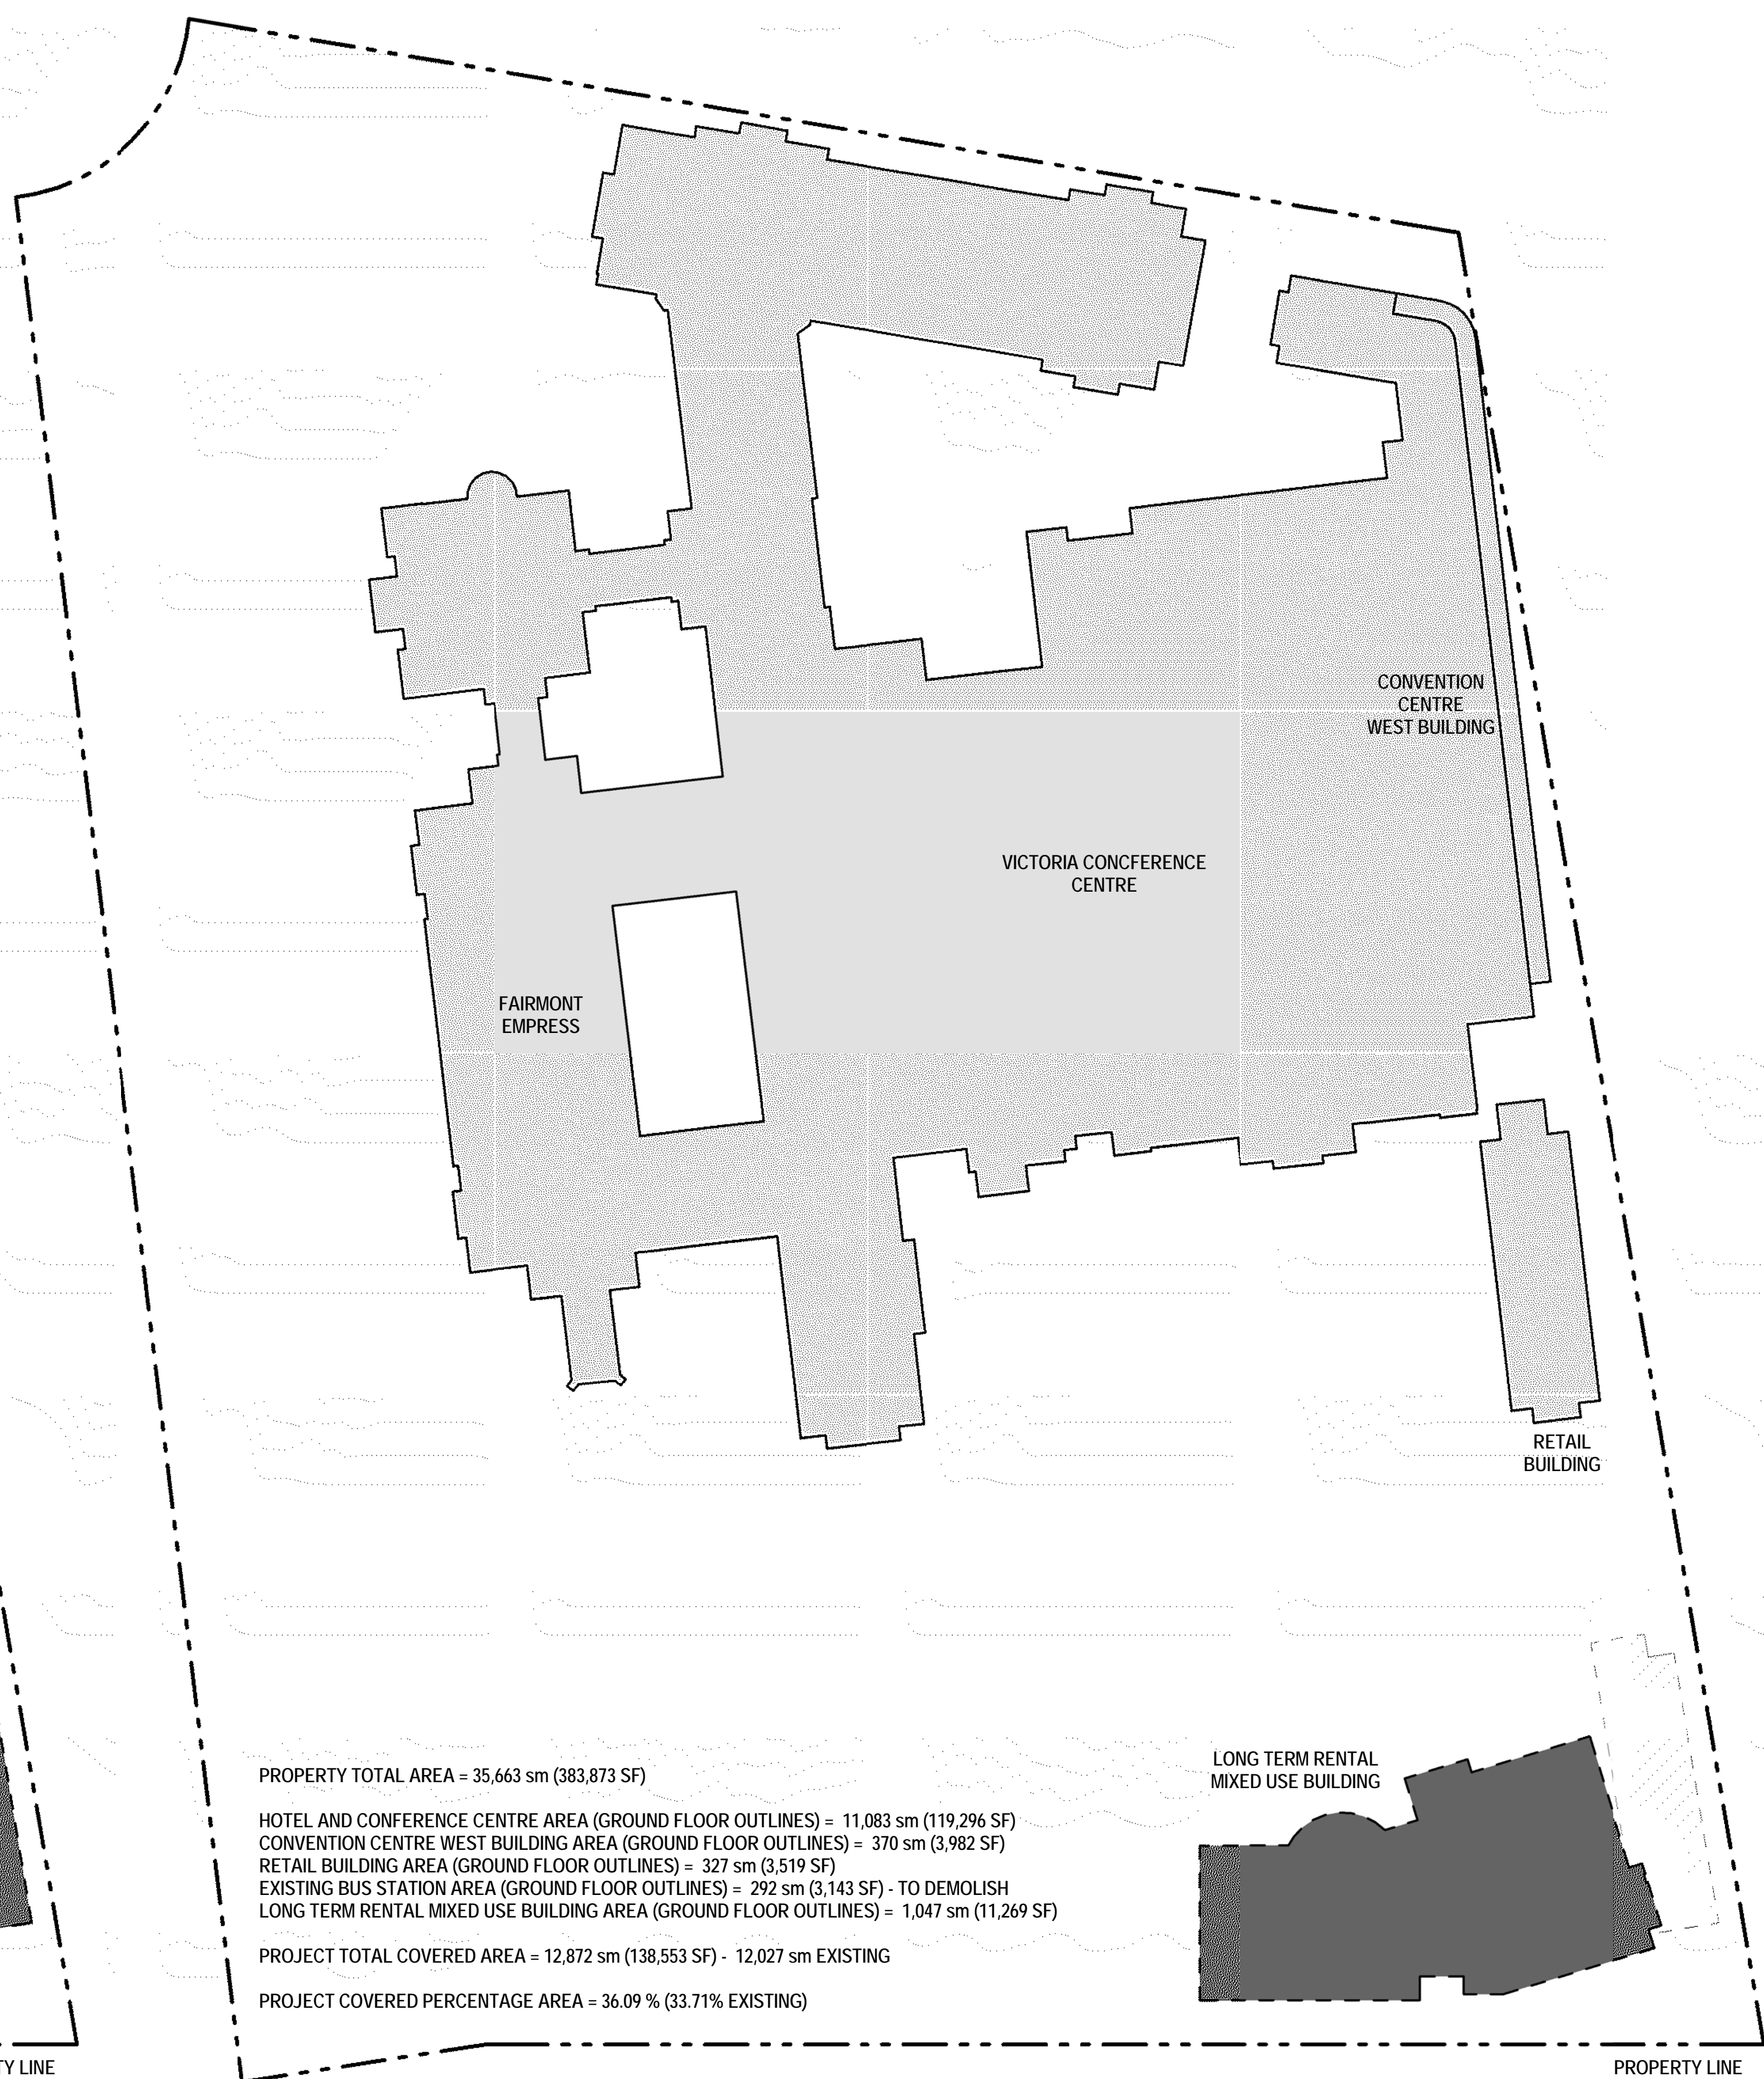 CONVENTION
CENTRE
WEST BUILDING
VICTORIA CONCFERENCE
CENTRE
FAIRMONT
EMPRESS
RETAIL
BUILDING
LONG TERM RENTAL
MIXED USE BUILDING
PROPERTY TOTAL AREA = 35,663 sm (383,873 SF)
HOTEL AND CONFERENCE CENTRE AREA (GROUND FLOOR OUTLINES) = 11,083 sm (119,296 SF)
CONVENTION CENTRE WEST BUILDING AREA (GROUND FLOOR OUTLINES) = 370 sm (3,982 SF)
RETAIL BUILDING AREA (GROUND FLOOR OUTLINES) = 327 sm (3,519 SF)
EXISTING BUS STATION AREA (GROUND FLOOR OUTLINES) = 292 sm (3,143 SF) - TO DEMOLISH
LONG TERM RENTAL MIXED USE BUILDING AREA (GROUND FLOOR OUTLINES) = 1,047 sm (11,269 SF)
PROJECT TOTAL COVERED AREA = 12,872 sm (138,553 SF) - 12,027 sm EXISTING
PROJECT COVERED PERCENTAGE AREA = 36.09 % (33.71% EXISTING)
TY LINE
PROPERTY LINE